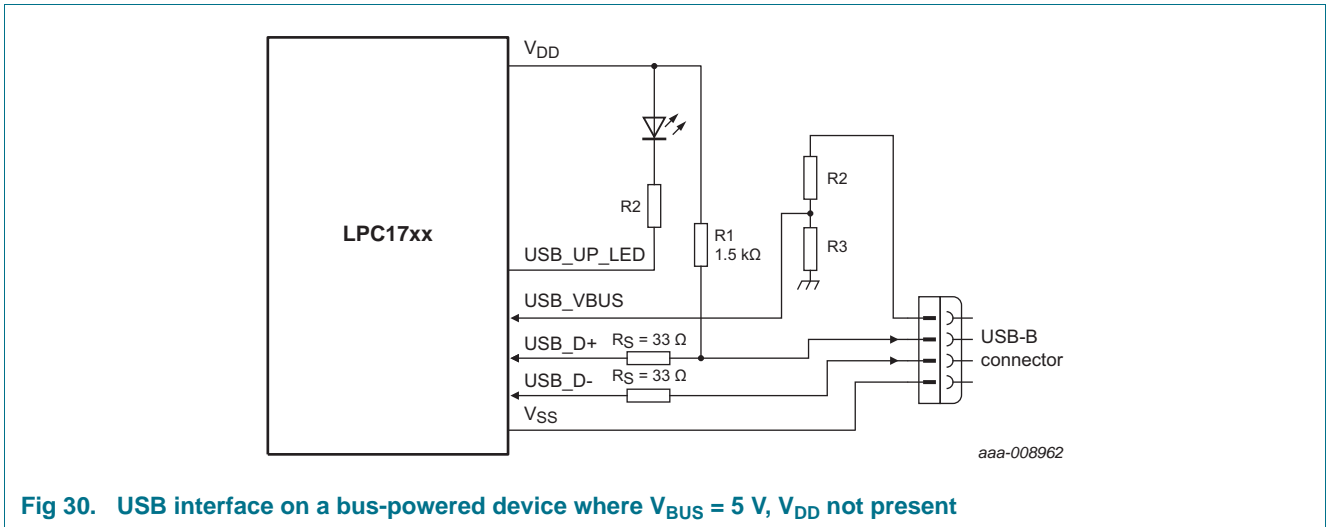 VDD
R2
R2
R3
LPC17xx
R1
1.5 kΩ
USB_UP_LED
USB_VBUS
USB_D+ RS = 33 Ω
USB-B
connector
USB_D- RS = 33 Ω
VSS
aaa-008962
Fig 30. USB interface on a bus-powered device where VBUS = 5 V, VDD not present